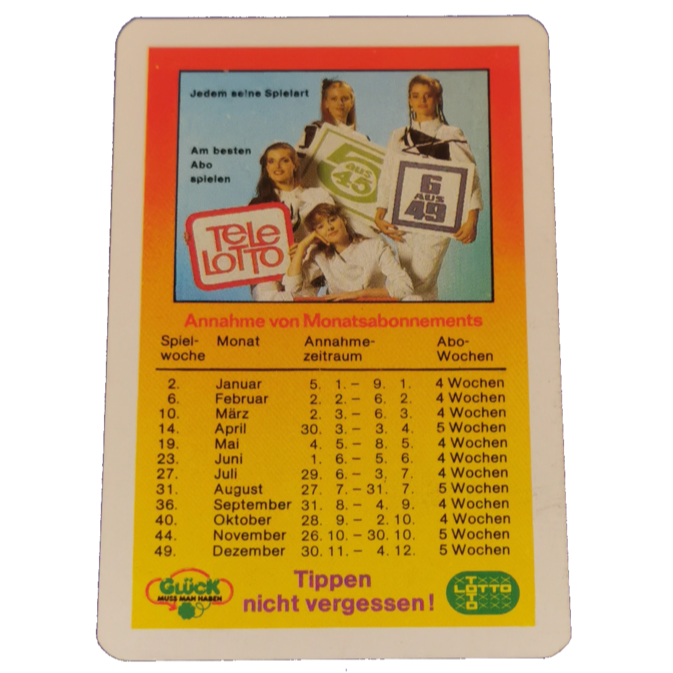 Jedem seine Spielart
Am besten
Abo
spielen
5
aus
45
6
AUS
49
TELE
LOTTO
Annahme von Monatsabonnements
Spiel- Monat Annahme- Abo-
woche zeitraum Wochen
2. Januar 5. 1. – 9. 1. 4 Wochen
6. Februar 2. 2. – 6. 2. 4 Wochen
10. März 2. 3. – 6. 3. 4 Wochen
14. April 30. 3. – 3. 4. 5 Wochen
19. Mai 4. 5. – 8. 5. 4 Wochen
23. Juni 1. 6. – 5. 6. 4 Wochen
27. Juli 29. 6. – 3. 7. 4 Wochen
31. August 27. 7. – 31. 7. 5 Wochen
36. September 31. 8. – 4. 9. 4 Wochen
40. Oktober 28. 9. – 2. 10. 4 Wochen
44. November 26. 10. – 30. 10. 5 Wochen
49. Dezember 30. 11. – 4. 12. 5 Wochen
GLÜCK
MUSS MAN HABEN
Tippen
nicht vergessen!
LOTTO
TOTO